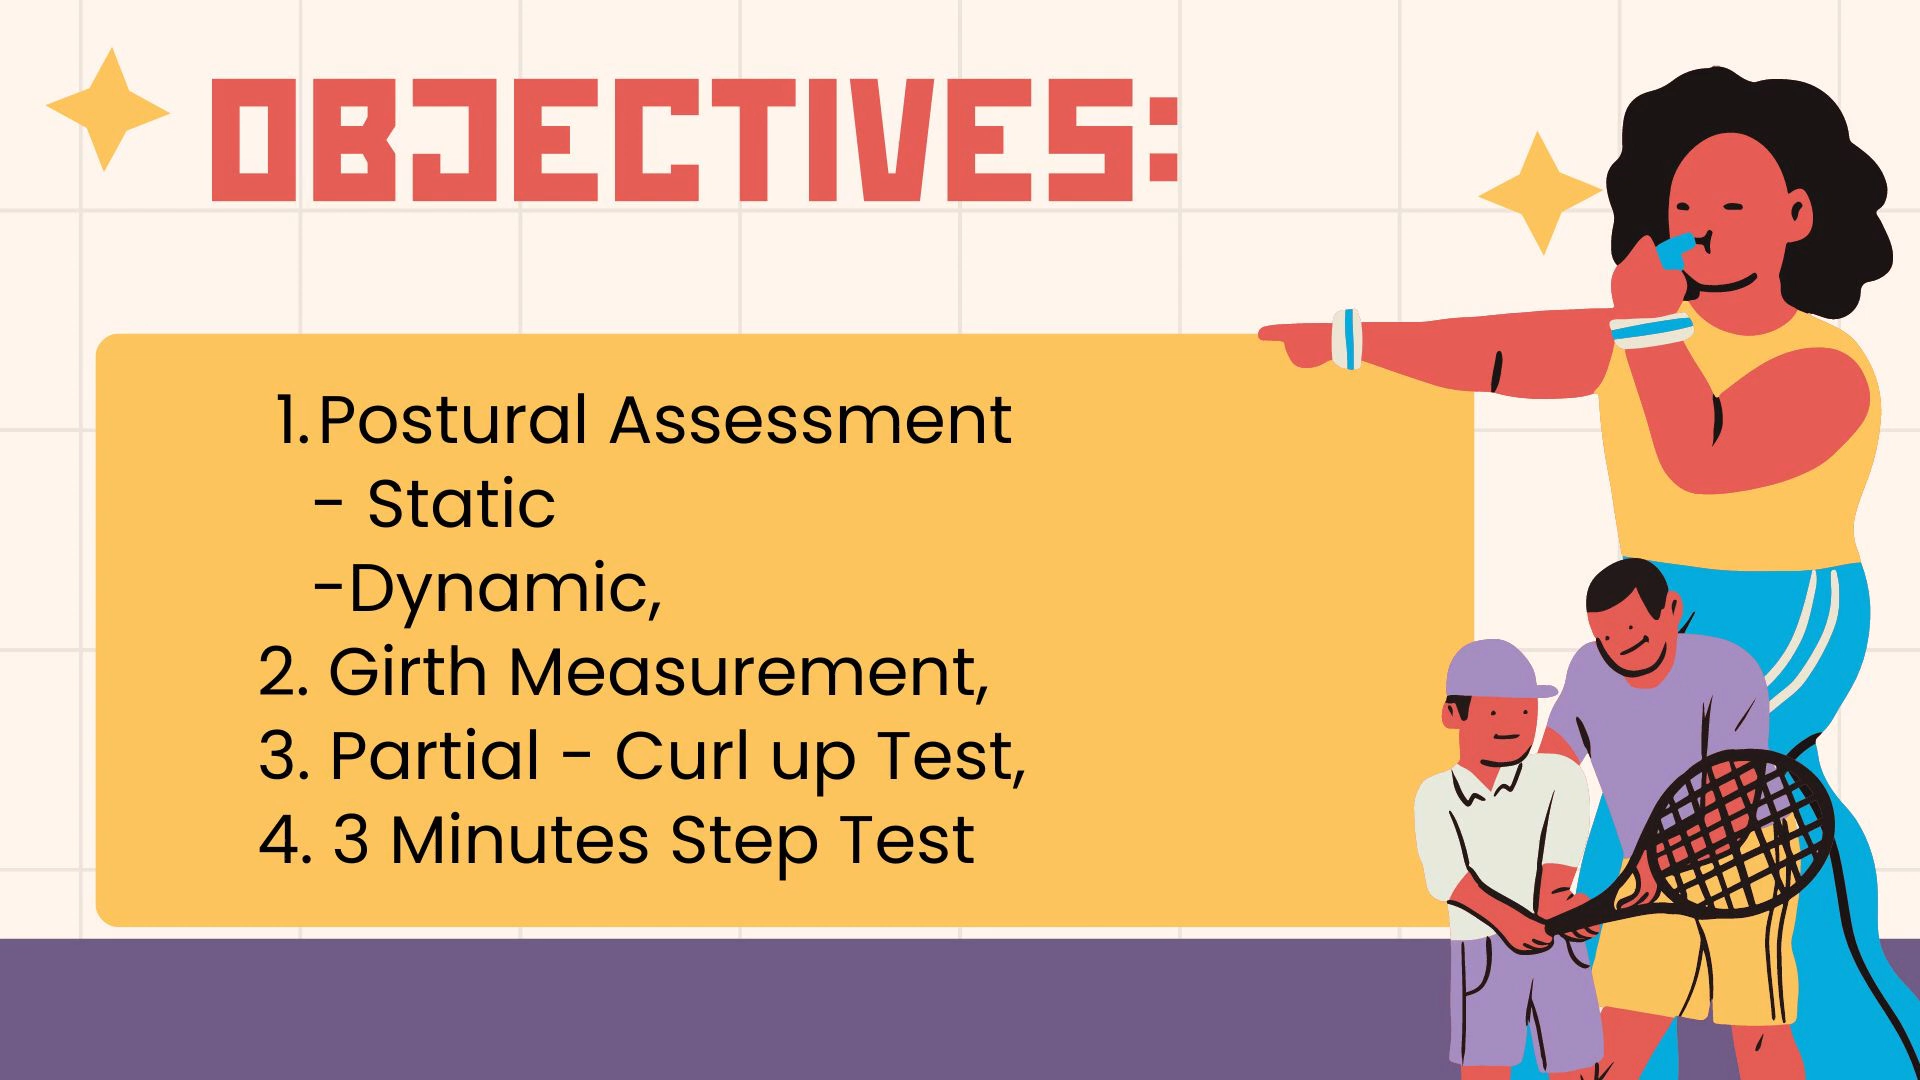 OBJECTIVES:
1. Postural Assessment
- Static
-Dynamic,
2. Girth Measurement,
3. Partial - Curl up Test,
4. 3 Minutes Step Test